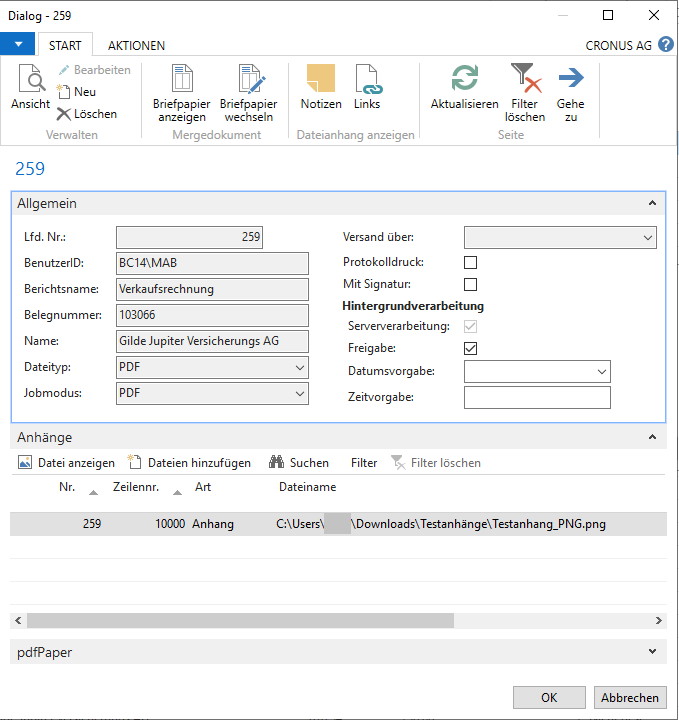 Dialog - 259
START AKTIONEN CRONUS AG
Ansicht
Bearbeiten
Neu
Löschen
Verwalten
Briefpapier anzeigen
Briefpapier wechseln
Mergedokument
Notizen
Links
Dateianhang anzeigen
Aktualisieren
Filter löschen
Gehe zu
Seite
259
Allgemein
Lfd. Nr.: 259
BenutzerID: BC14\MAB
Berichtsname: Verkaufsrechnung
Belegnummer: 103066
Name: Gilde Jupiter Versicherungs AG
Dateityp: PDF
Jobmodus: PDF
Versand über:
Protokolldruck:
Mit Signatur:
Hintergrundverarbeitung
Serververarbeitung:
Freigabe:
Datumsvorgabe:
Zeitvorgabe:
Anhänge
Datei anzeigen Dateien hinzufügen Suchen Filter Filter löschen
Nr. Zeilennr. Art Dateiname
259 10000 Anhang C:\Users\ \Downloads\Testanhänge\Testanhang_PNG.png
pdfPaper
OK Abbrechen